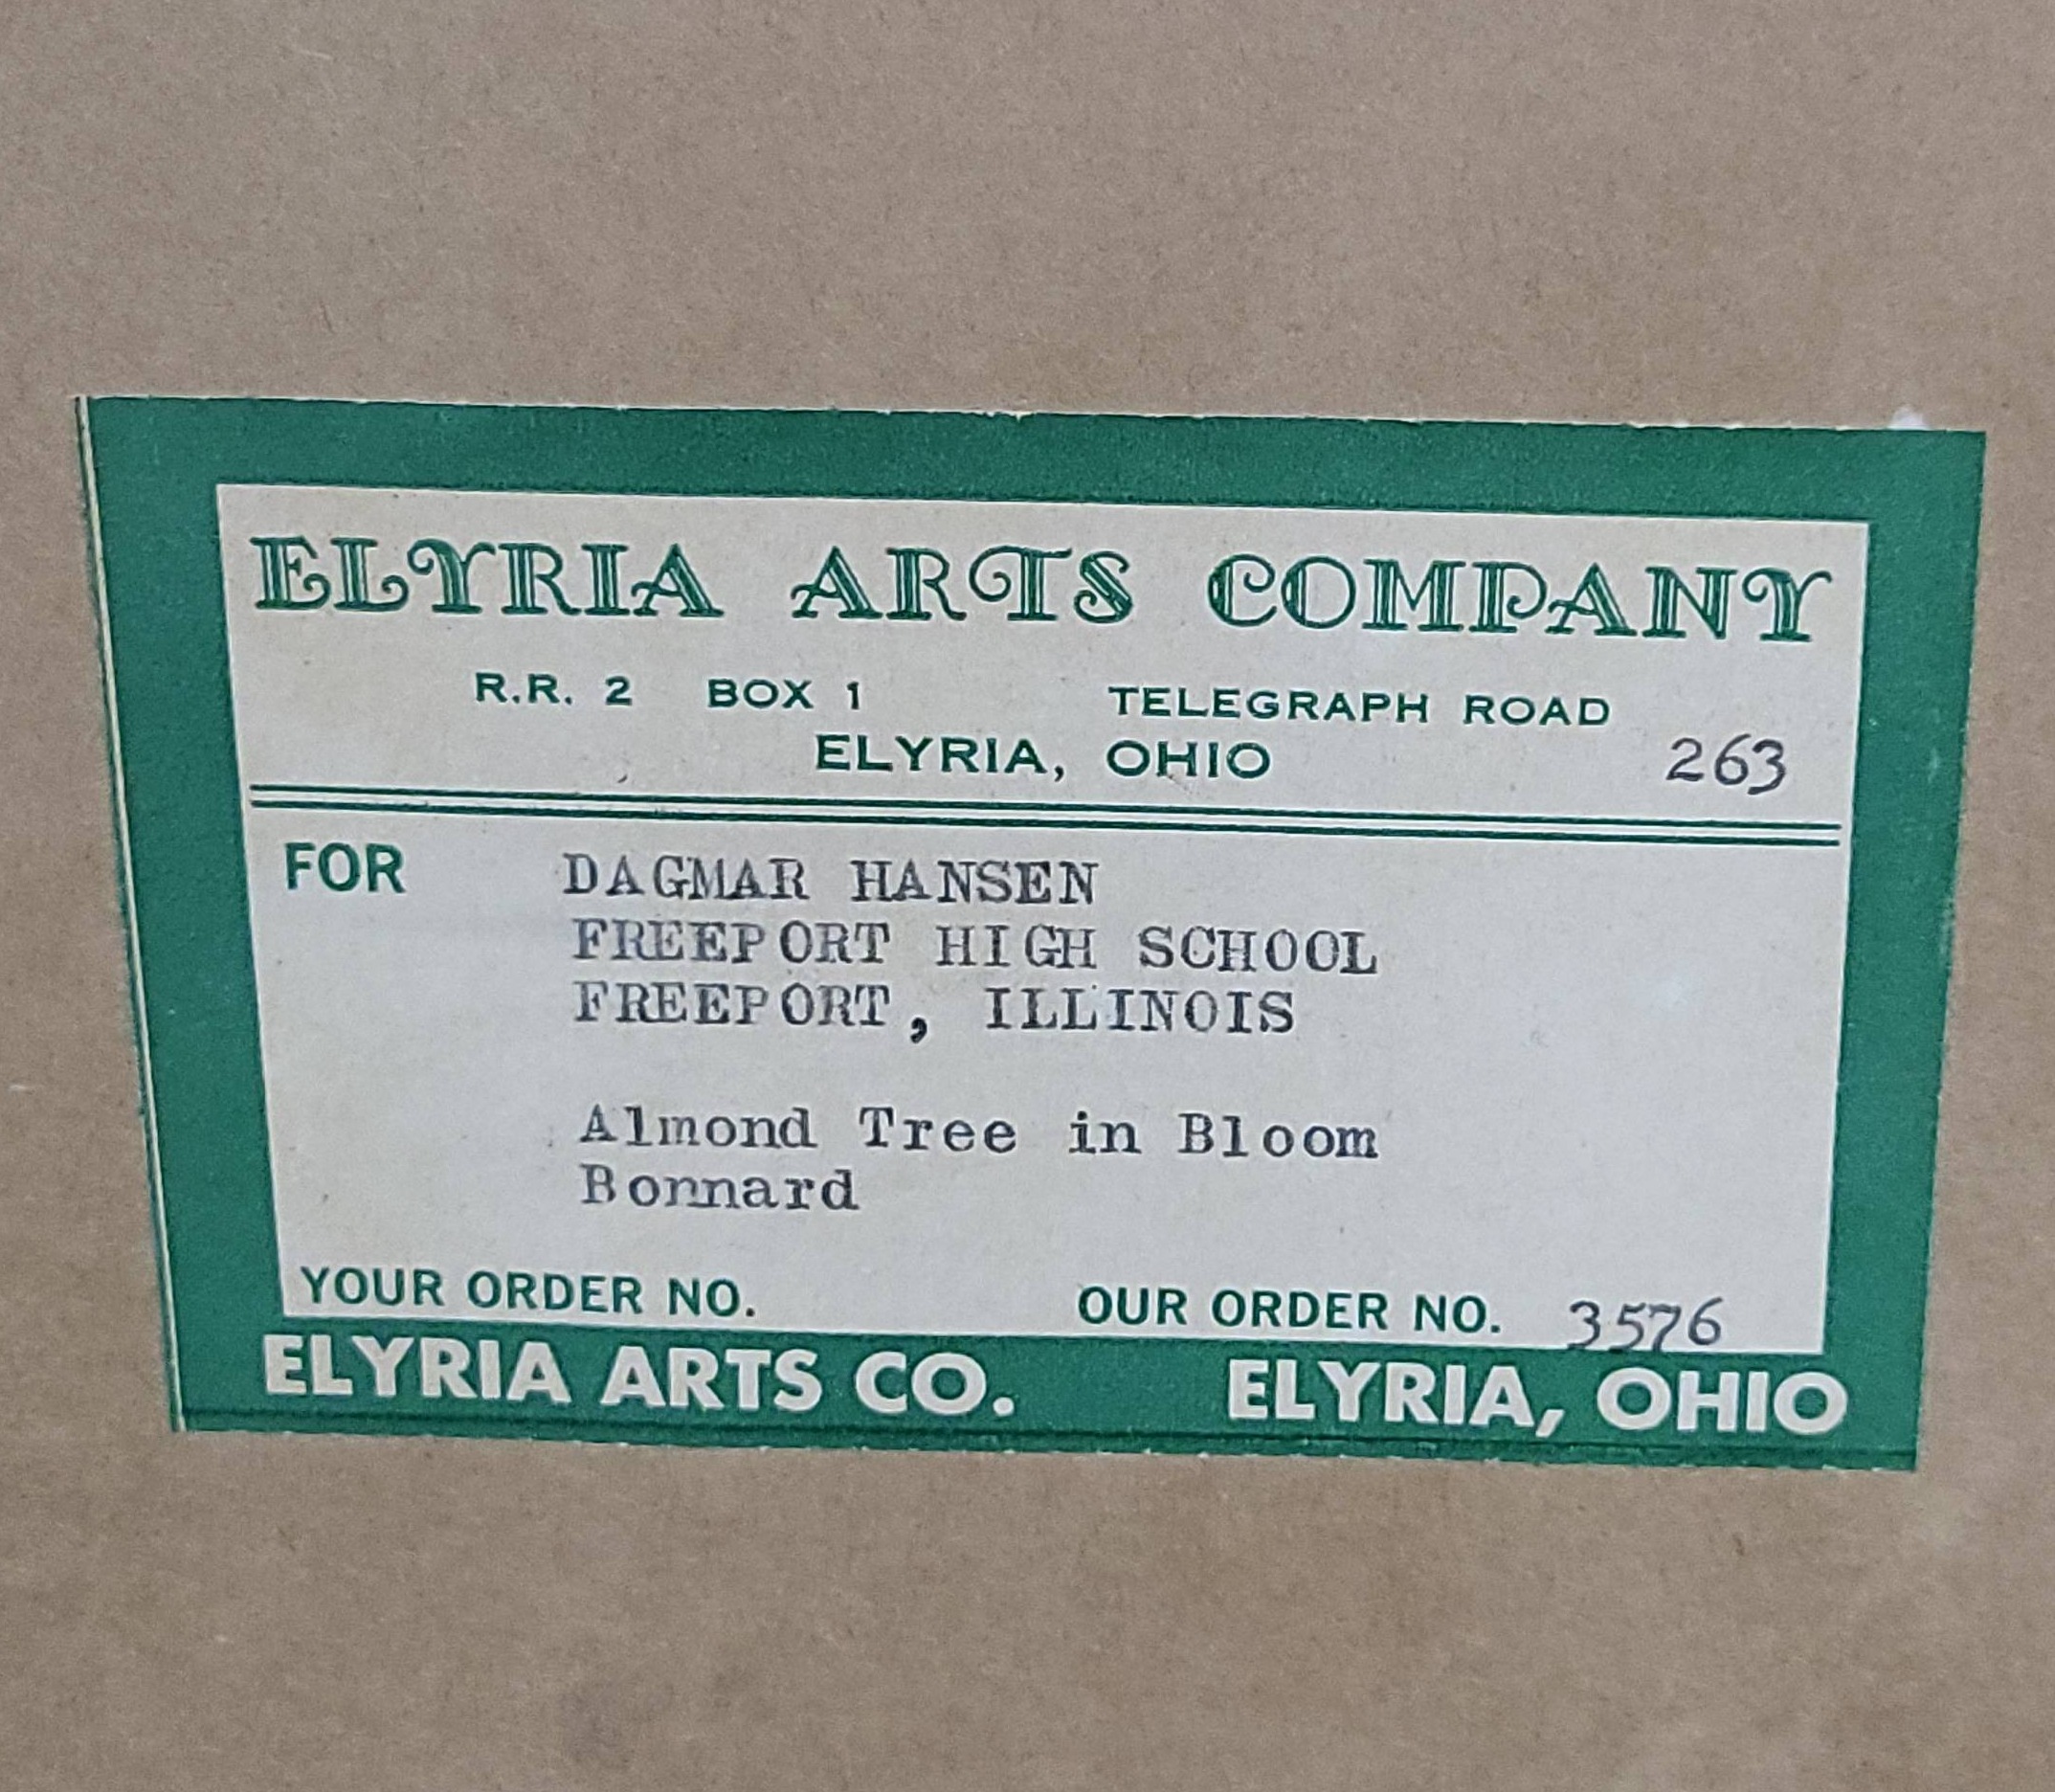 ELYRIA ARTS COMPANY
R.R. 2 BOX 1 TELEGRAPH ROAD
ELYRIA, OHIO 263
FOR DAGMAR HANSEN
FREEPORT HIGH SCHOOL
FREEPORT, ILLINOIS
Almond Tree in Bloom
Bonnard
YOUR ORDER NO. OUR ORDER NO. 3576
ELYRIA ARTS CO. ELYRIA, OHIO